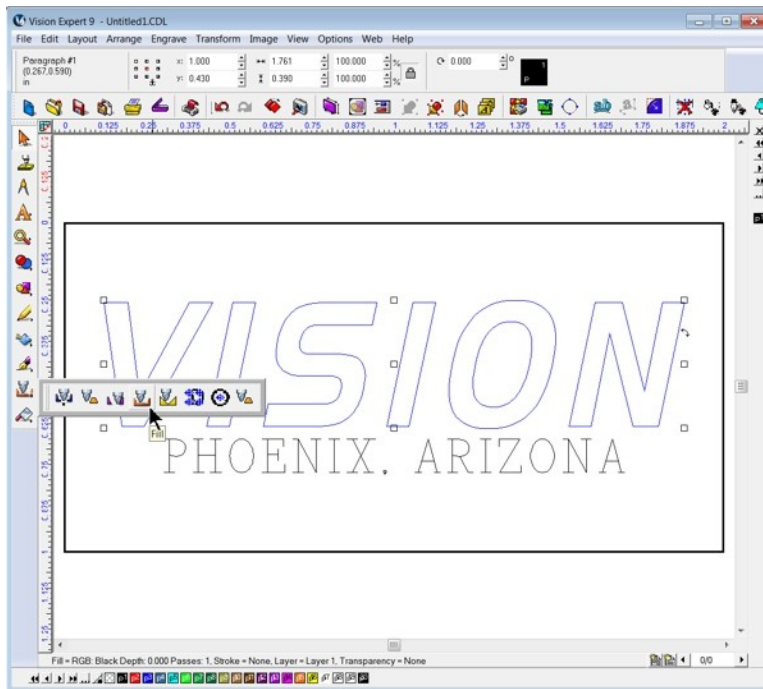 Vision Expert 9 - Untitled1.CDL
File Edit Layout Arrange Engrave Transform Image View Options Web Help
Paragraph #1
(0.267,0.590)
in
x: 1.000
y: 0.430
1.761
0.390
100.000 %
100.000 %
0.000 °
1
P
0 0.125 0.25 0.375 0.5 0.625 0.75 0.875 1 1.125 1.25 1.375 1.5 1.625 1.75 1.875 2
VISION
Fill
PHOENIX, ARIZONA
Fill = RGB: Black Depth: 0.000 Passes: 1, Stroke = None, Layer = Layer 1, Transparency = None
0/0